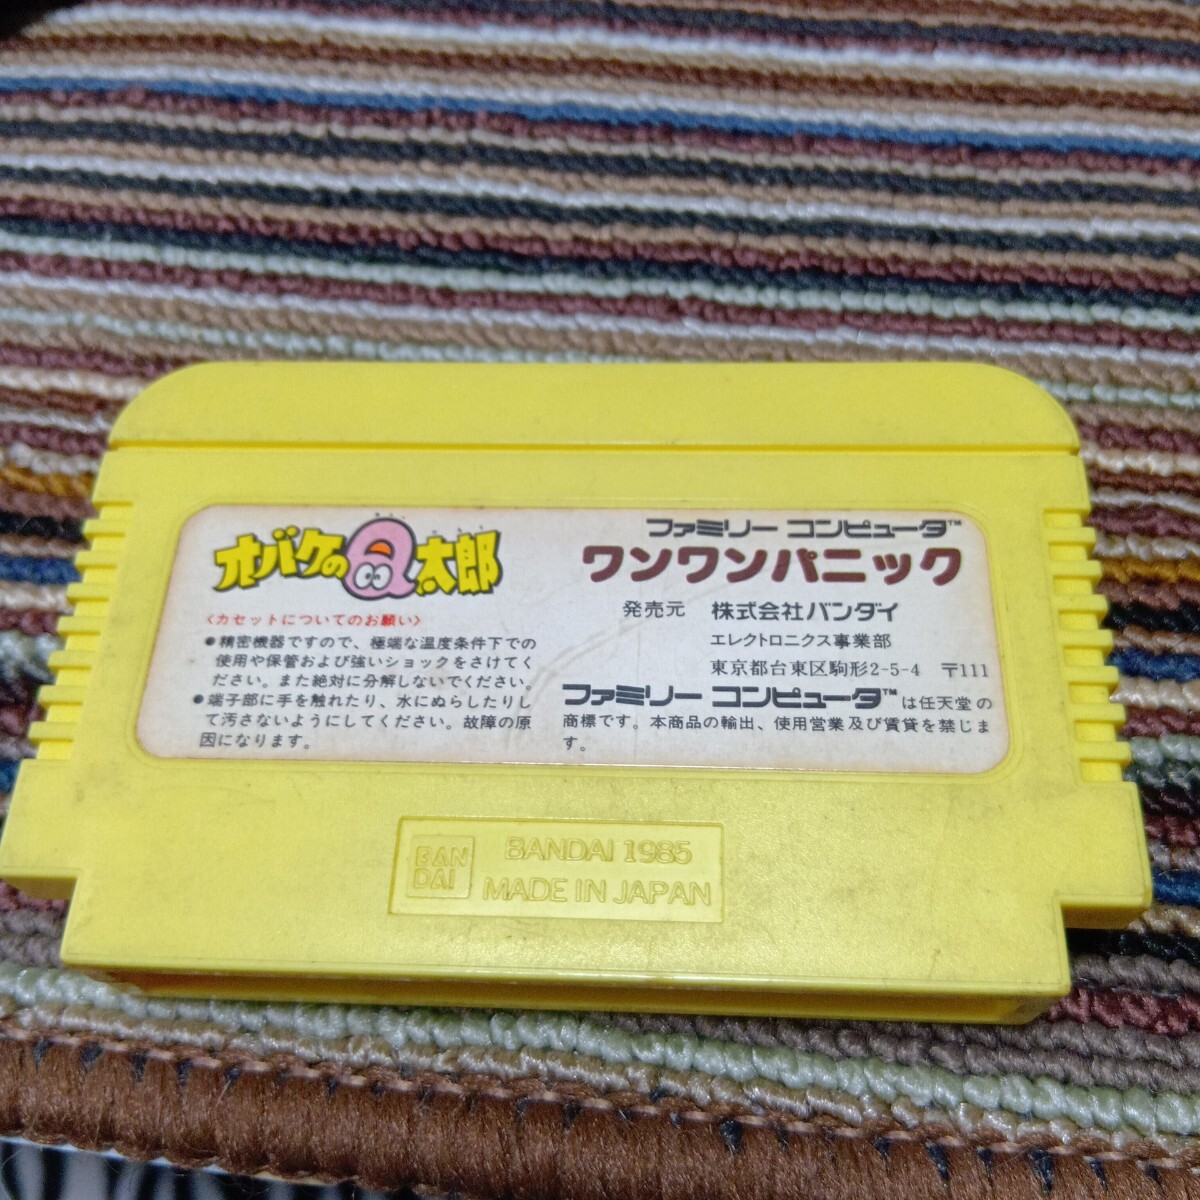 オバケのQ太郎
〈カセットについてのお願い〉
●精密機器ですので、極端な温度条件下での
使用や保管および強いショックをさけてく
ださい。また絶対に分解しないでください。
●端子部に手を触れたり、水にぬらしたりし
て汚さないようにしてください。故障の原
因になります。
ファミリー コンピュータ™
ワンワンパニック
発売元 株式会社バンダイ
エレクトロニクス事業部
東京都台東区駒形2-5-4 〒111
ファミリー コンピュータ™は任天堂の
商標です。本商品の輸出、使用営業及び賃貸を禁じま
す。
BAN
DAI
BANDAI 1985
MADE IN JAPAN